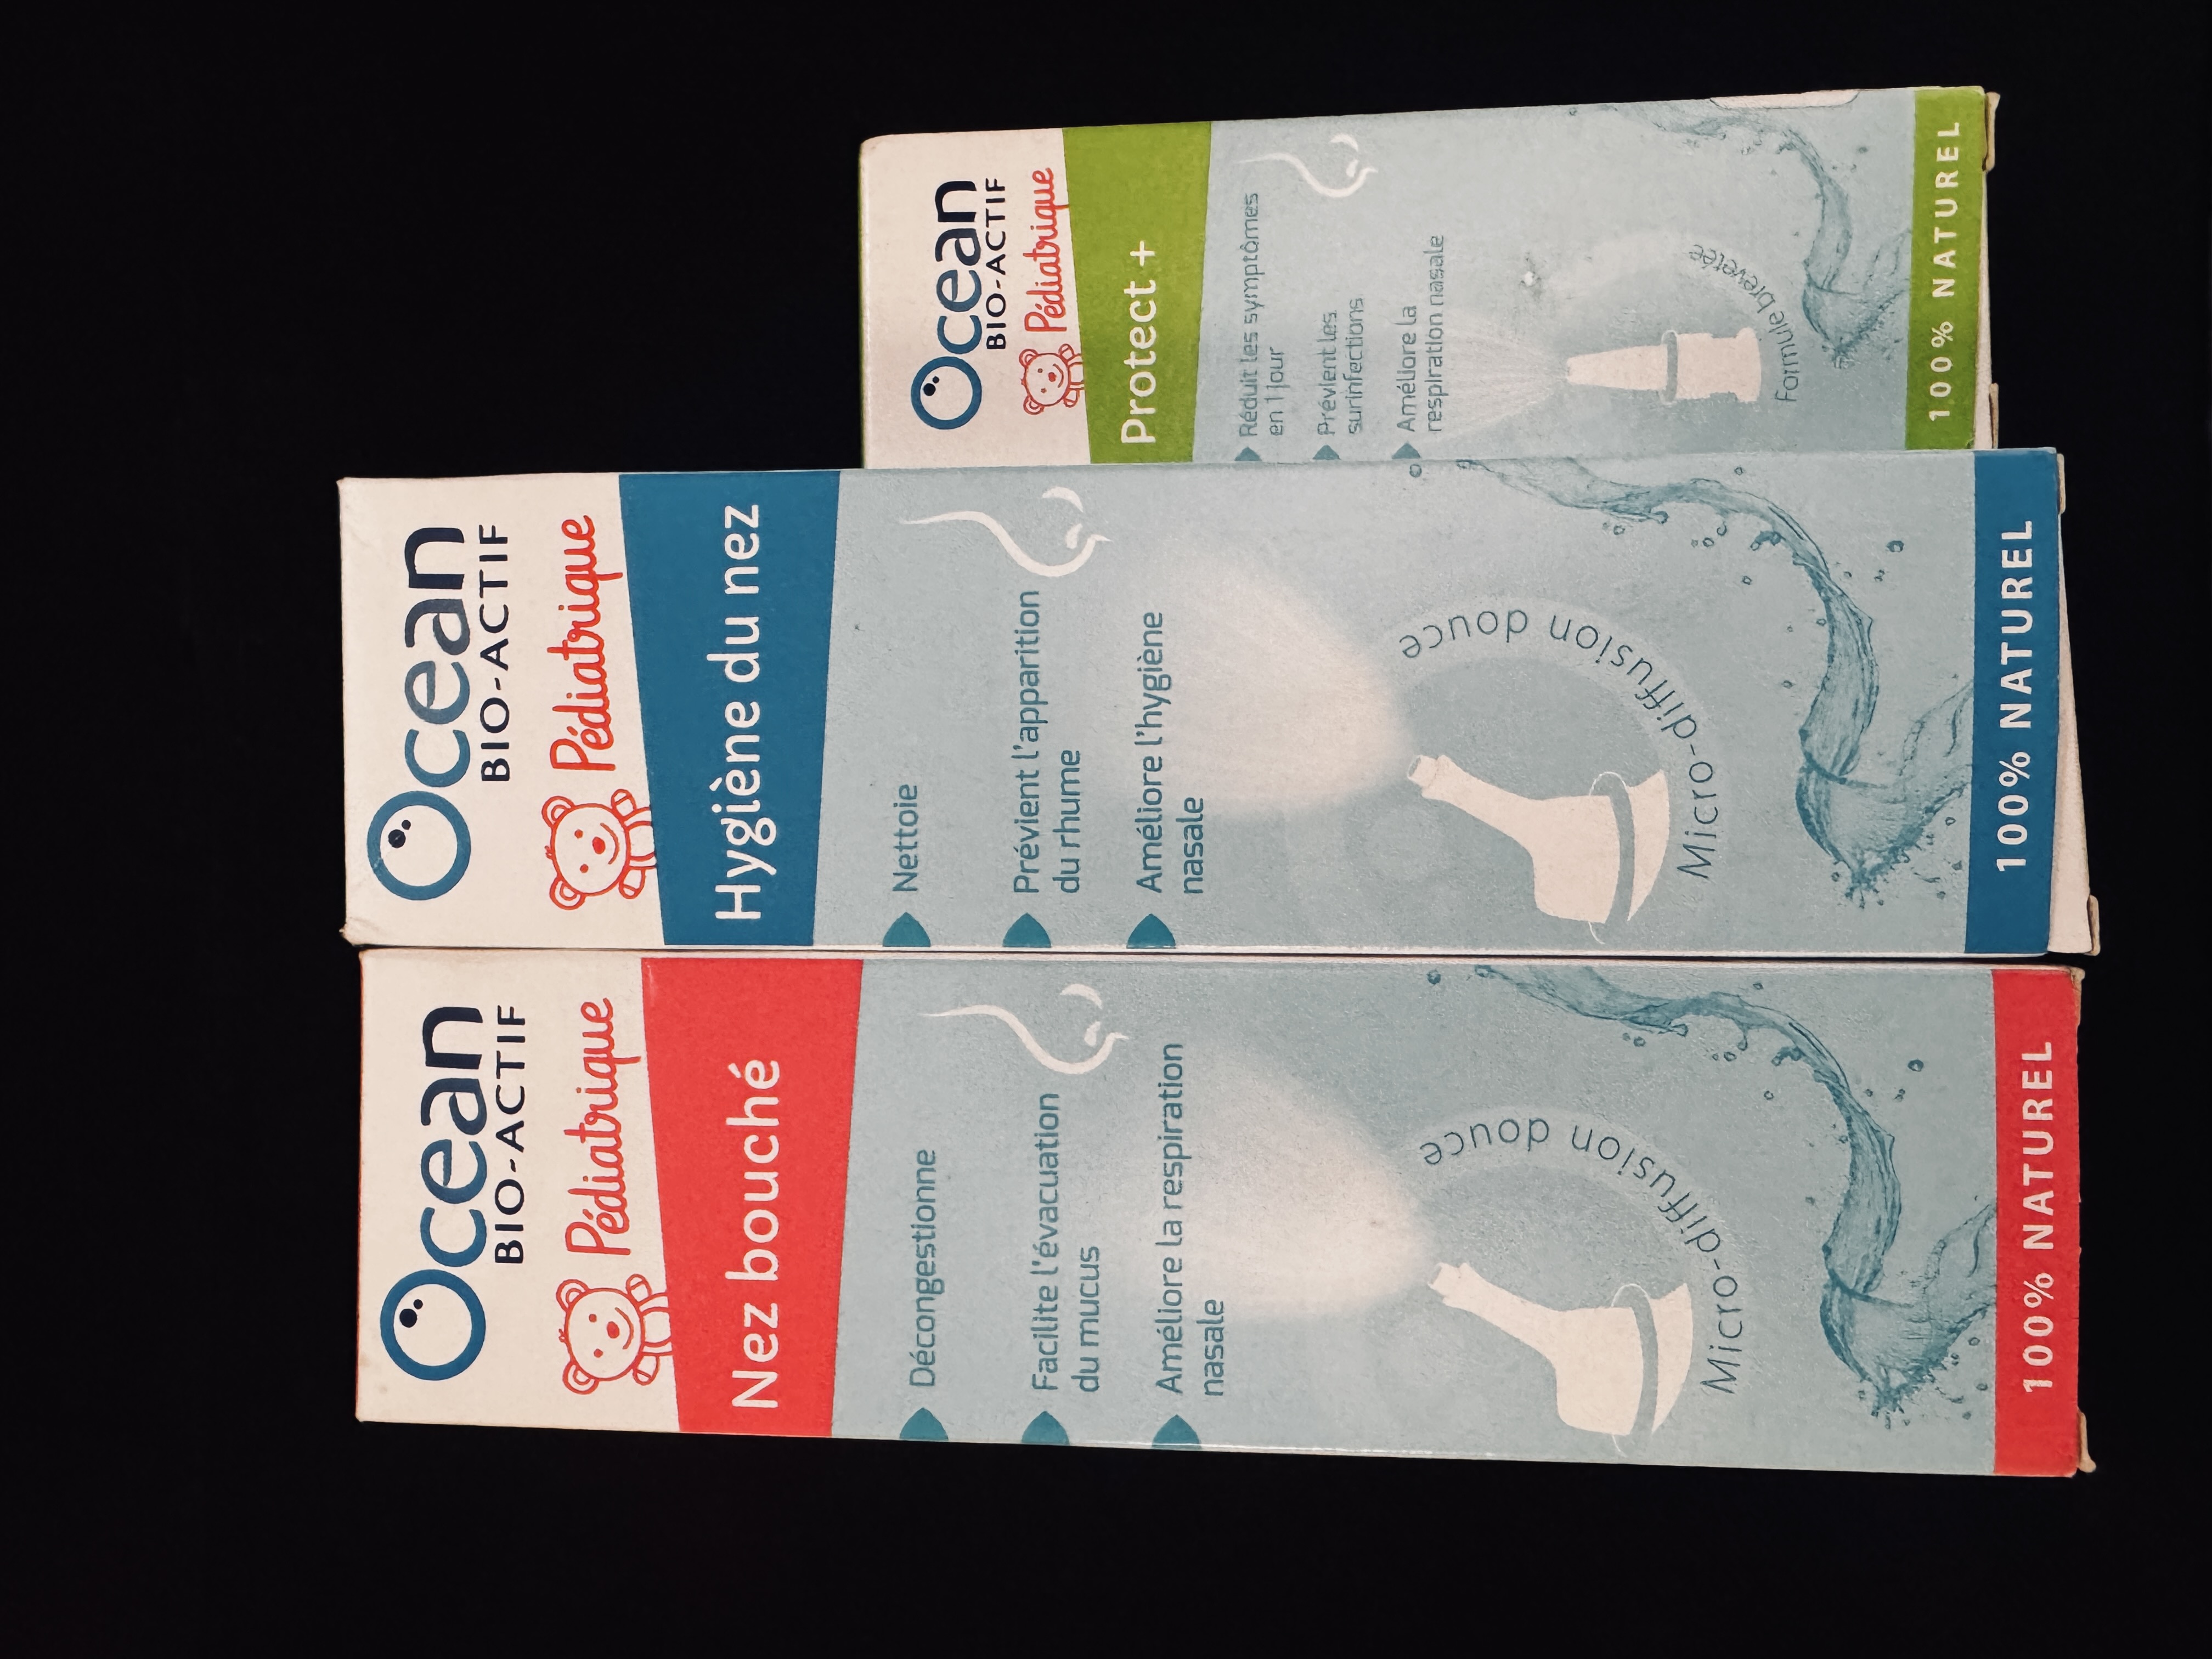 Ocean
BIO-ACTIF
Pédiatrique
Nez bouché
Décongestionne
Facilite l'évacuation
du mucus
Améliore la respiration
nasale
Micro-diffusion douce
100% NATUREL
Ocean
BIO-ACTIF
Pédiatrique
Hygiène du nez
Nettoie
Prévient l'apparition
du rhume
Améliore l'hygiène
nasale
Micro-diffusion douce
100% NATUREL
Ocean
BIO-ACTIF
Pédiatrique
Protect +
Réduit les symptômes
en 1 jour
Prévient les
surinfections
Améliore la
respiration nasale
Formule brevetée
100% NATUREL